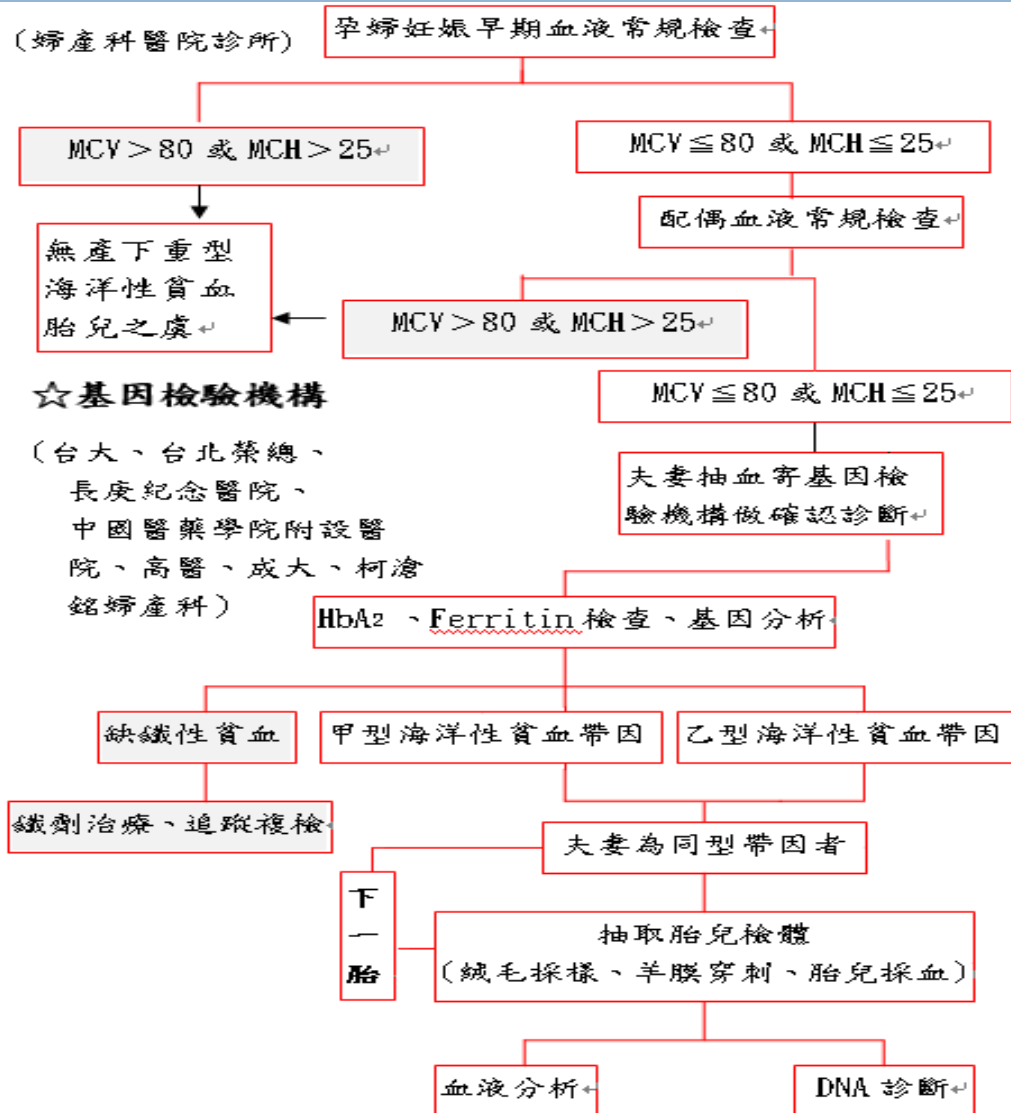 (婦產科醫院診所)
孕婦妊娠早期血液常規檢查
MCV＞80 或 MCH＞25
MCV≦80 或 MCH≦25
配偶血液常規檢查
無產下重型
海洋性貧血
胎兒之虞
MCV＞80 或 MCH＞25
MCV≦80 或 MCH≦25
☆基因檢驗機構
(台大、台北榮總、
長庚紀念醫院、
中國醫藥學院附設醫
院、高醫、成大、柯滄
銘婦產科)
夫妻抽血寄基因檢
驗機構做確認診斷
HbA2 、Ferritin 檢查、基因分析
缺鐵性貧血
甲型海洋性貧血帶因
乙型海洋性貧血帶因
鐵劑治療、追蹤複檢
夫妻為同型帶因者
下
一
胎
抽取胎兒檢體
(絨毛採樣、羊膜穿刺、胎兒採血)
血液分析
DNA 診斷